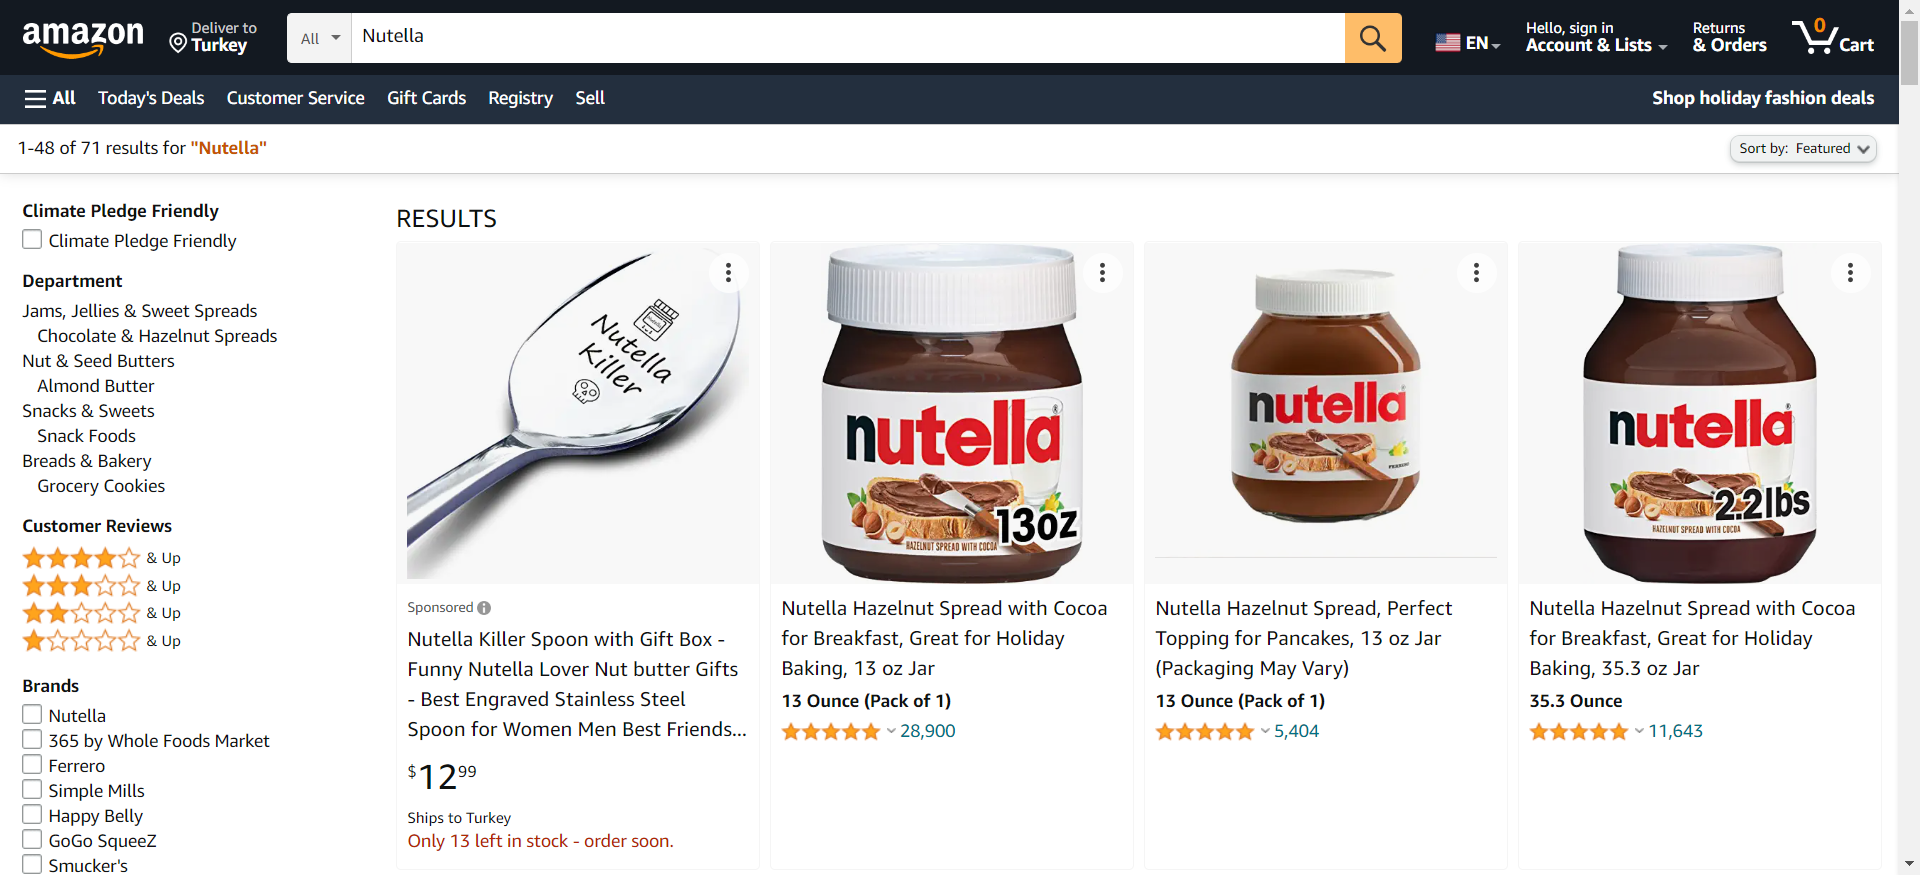 amazon
Deliver to
Turkey
All
Nutella
EN
Hello, sign in
Account & Lists
Returns
& Orders
0
Cart
All
Today's Deals
Customer Service
Gift Cards
Registry
Sell
Shop holiday fashion deals
1-48 of 71 results for "Nutella"
Sort by: Featured
Climate Pledge Friendly
Climate Pledge Friendly
Department
Jams, Jellies & Sweet Spreads
Chocolate & Hazelnut Spreads
Nut & Seed Butters
Almond Butter
Snacks & Sweets
Snack Foods
Breads & Bakery
Grocery Cookies
Customer Reviews
& Up
& Up
& Up
& Up
Brands
Nutella
365 by Whole Foods Market
Ferrero
Simple Mills
Happy Belly
GoGo SqueeZ
Smucker's
RESULTS
Nutella
Killer
Sponsored
Nutella Killer Spoon with Gift Box -
Funny Nutella Lover Nut butter Gifts
- Best Engraved Stainless Steel
Spoon for Women Men Best Friends...
$12.99
Ships to Turkey
Only 13 left in stock - order soon.
nutella
13oz
HAZELNUT SPREAD WITH COCOA
Nutella Hazelnut Spread with Cocoa
for Breakfast, Great for Holiday
Baking, 13 oz Jar
13 Ounce (Pack of 1)
28,900
nutella
FERRERO
Nutella Hazelnut Spread, Perfect
Topping for Pancakes, 13 oz Jar
(Packaging May Vary)
13 Ounce (Pack of 1)
5,404
nutella
2.2lbs
HAZELNUT SPREAD WITH COCOA
Nutella Hazelnut Spread with Cocoa
for Breakfast, Great for Holiday
Baking, 35.3 oz Jar
35.3 Ounce
11,643